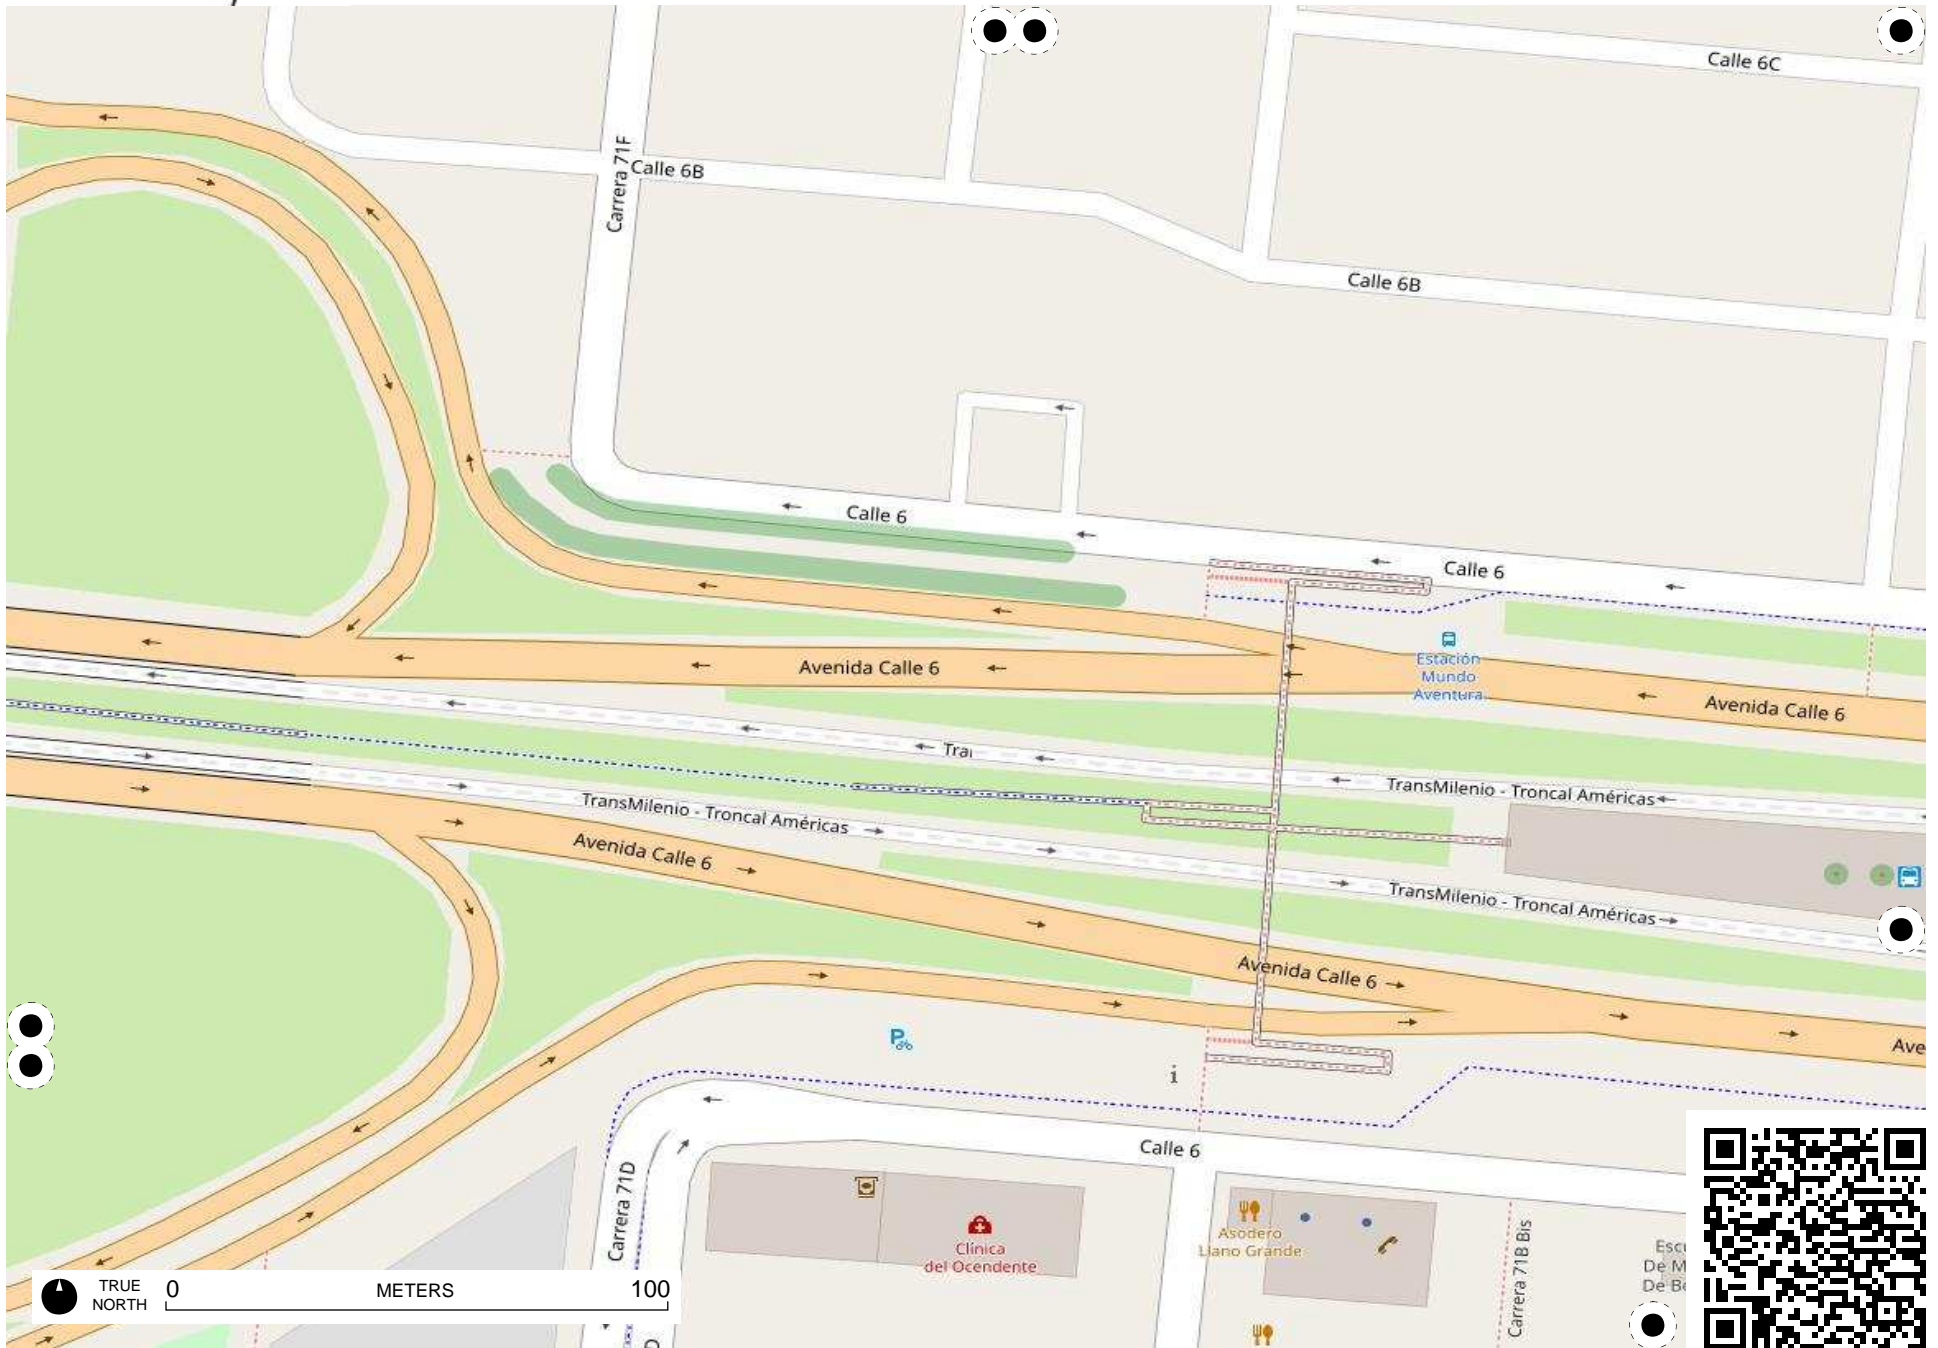 Calle 6C
Carrera 71F
Calle 6B
Calle 6B
Calle 6
Calle 6
Estación
Mundo
Aventura
Avenida Calle 6
Avenida Calle 6
TransMilenio - Troncal Américas
TransMilenio - Troncal Américas
Avenida Calle 6
TransMilenio - Troncal Américas
Avenida Calle 6
Ave
i
Calle 6
Carrera 71D
Asodero
Llano Grande
Clínica
del Ocendente
Carrera 71B Bis
De M
TRUE
NORTH
0
METERS
100